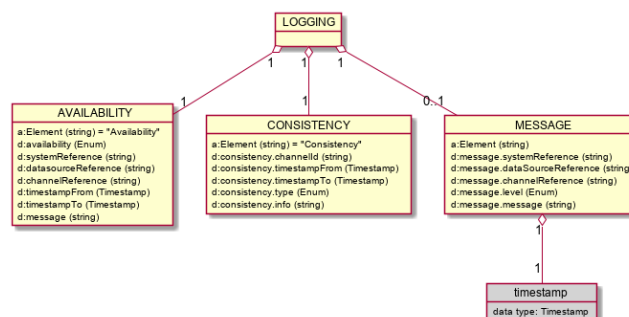 LOGGING
1
1
1
1
1
0..1
AVAILABILITY
a:Element (string) = "Availability"
d:availability (Enum)
d:systemReference (string)
d:datasourceReference (string)
d:channelReference (string)
d:timestampFrom (Timestamp)
d:timestampTo (Timestamp)
d:message (string)
CONSISTENCY
a:Element (string) = "Consistency"
d:consistency.channelId (string)
d:consistency.timestampFrom (Timestamp)
d:consistency.timestampTo (Timestamp)
d:consistency.type (Enum)
d:consistency.info (string)
MESSAGE
a:Element (string)
d:message.systemReference (string)
d:message.dataSourceReference (string)
d:message.channelReference (string)
d:message.level (Enum)
d:message.message (string)
1
1
timestamp
data type: Timestamp